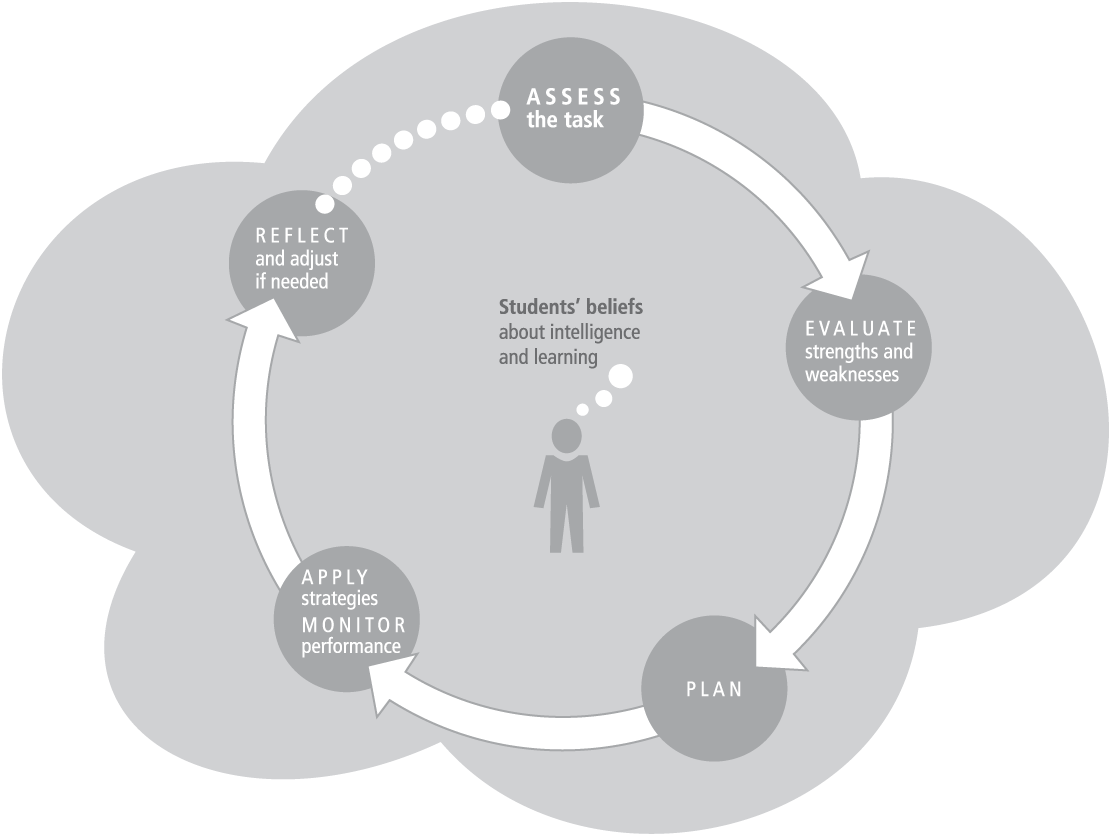 ASSESS
the task
EVALUATE
strengths and
weaknesses
PLAN
APPLY
strategies
MONITOR
performance
REFLECT
and adjust
if needed
Students’ beliefs
about intelligence
and learning